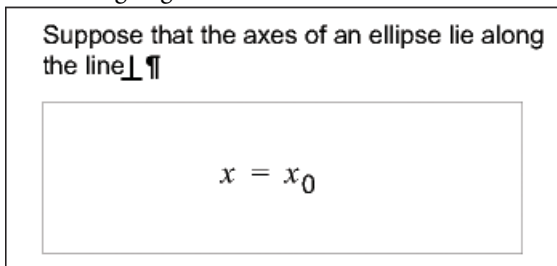 Suppose that the axes of an ellipse lie along
the line⊥¶
x = x₀